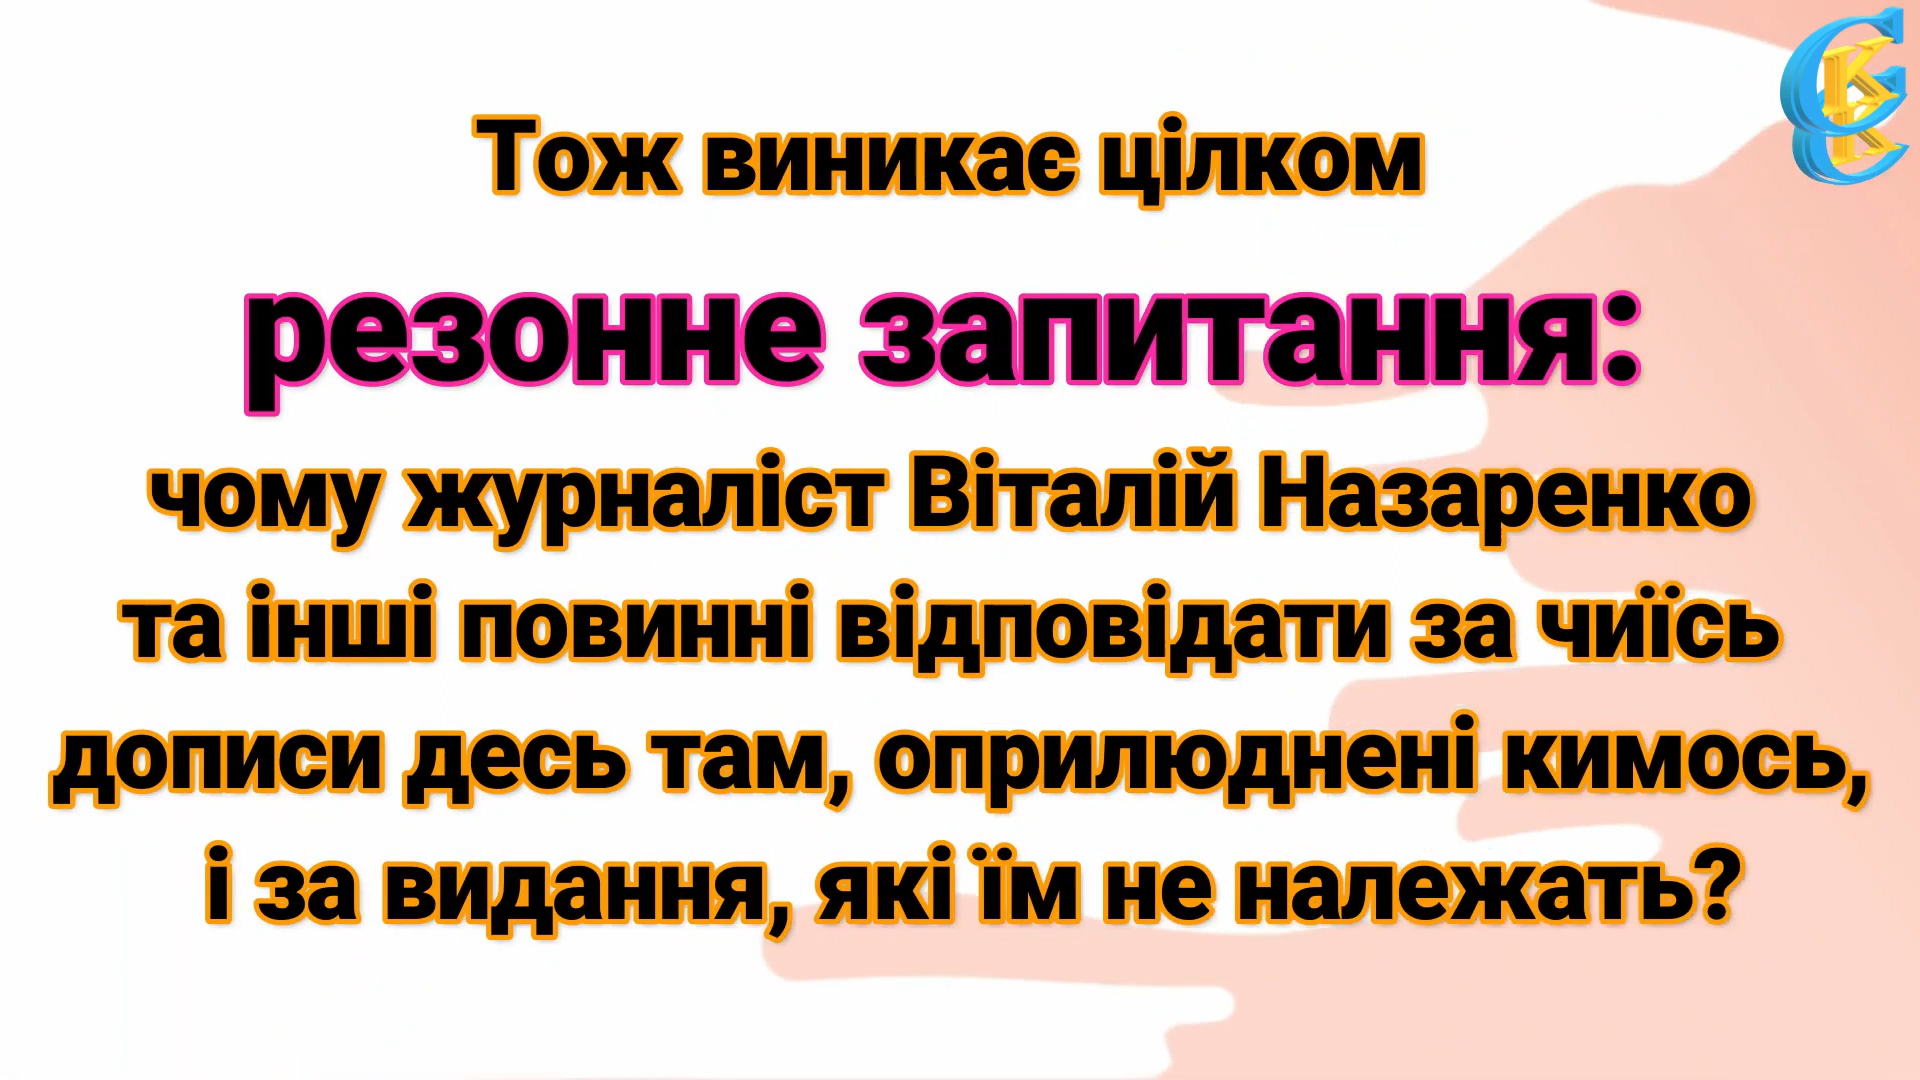 Тож виникає цілком
резонне запитання:
чому журналіст Віталій Назаренко
та інші повинні відповідати за чиїсь
дописи десь там, оприлюднені кимось,
і за видання, які їм не належать?